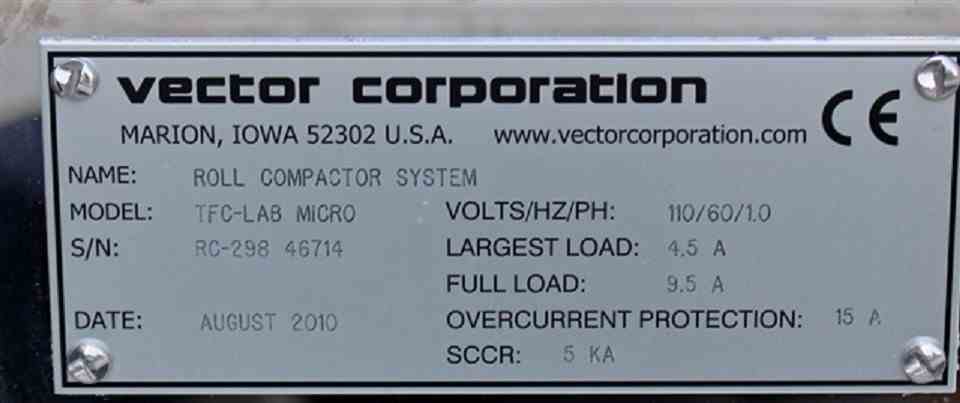 vector corporation
MARION, IOWA 52302 U.S.A. www.vectorcorporation.com CE
NAME: ROLL COMPACTOR SYSTEM
MODEL: TFC-LAB MICRO VOLTS/HZ/PH: 110/60/1.0
S/N: RC-298 46714 LARGEST LOAD: 4.5 A
FULL LOAD: 9.5 A
DATE: AUGUST 2010 OVERCURRENT PROTECTION: 15 A
SCCR: 5 KA